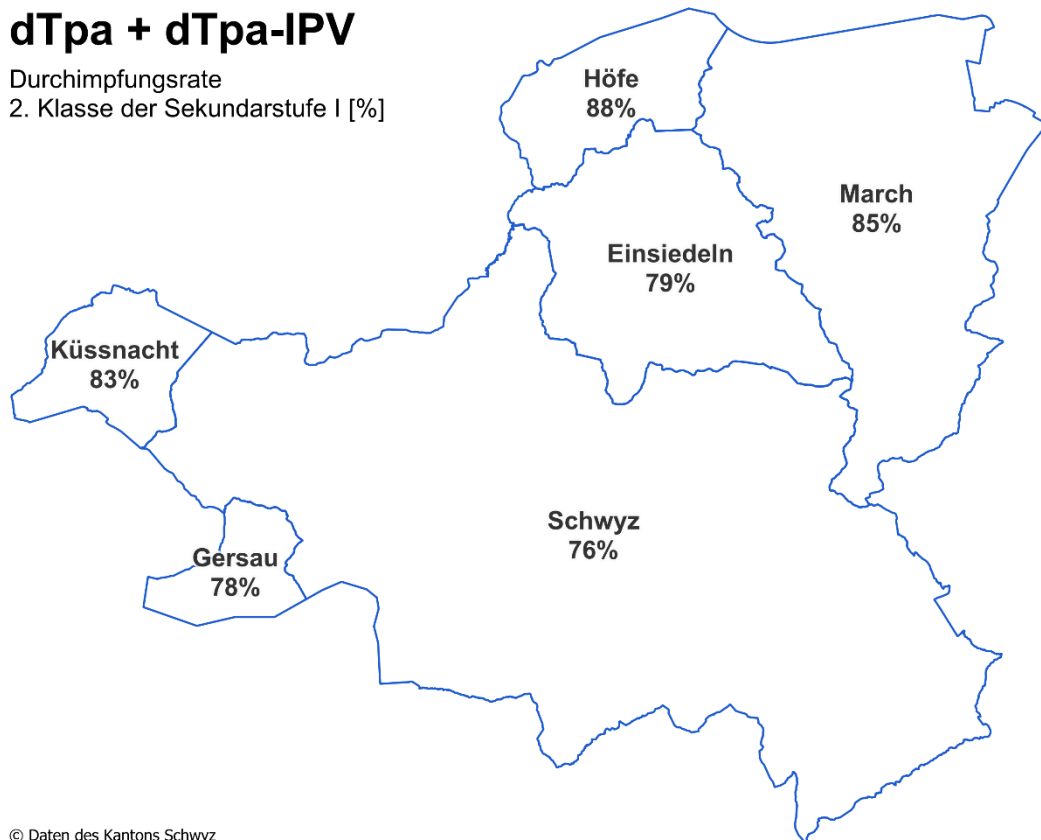 dTpa + dTpa-IPV
Durchimpfungsrate
2. Klasse der Sekundarstufe I [%]
Höfe
88%
March
85%
Einsiedeln
79%
Küssnacht
83%
Schwyz
76%
Gersau
78%
© Daten des Kantons Schwyz